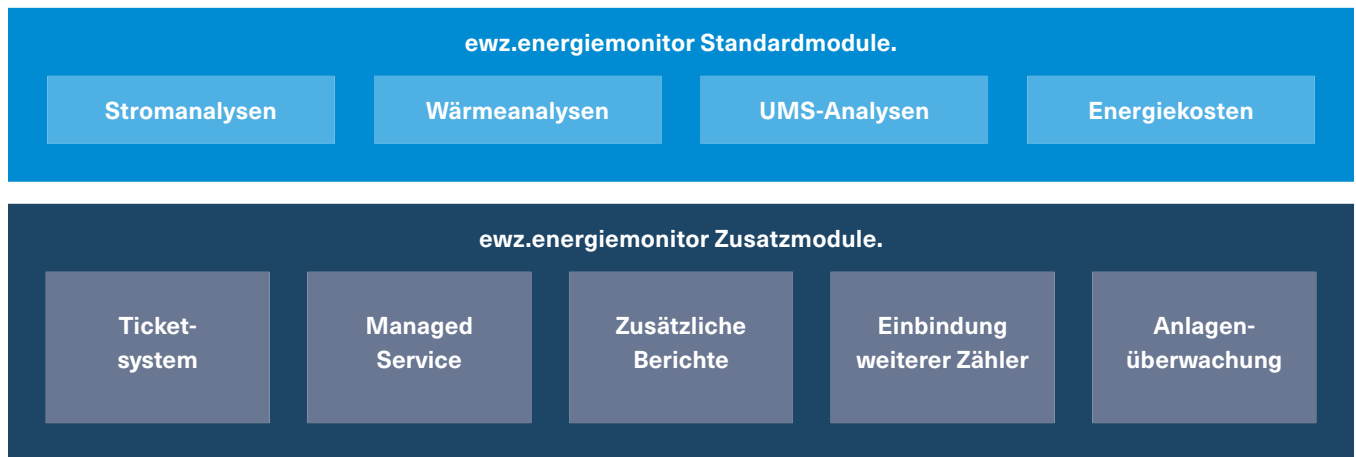 ewz.energiemonitor Standardmodule.
Stromanalysen
Wärmeanalysen
UMS-Analysen
Energiekosten
ewz.energiemonitor Zusatzmodule.
Ticket-
system
Managed
Service
Zusätzliche
Berichte
Einbindung
weiterer Zähler
Anlagen-
überwachung